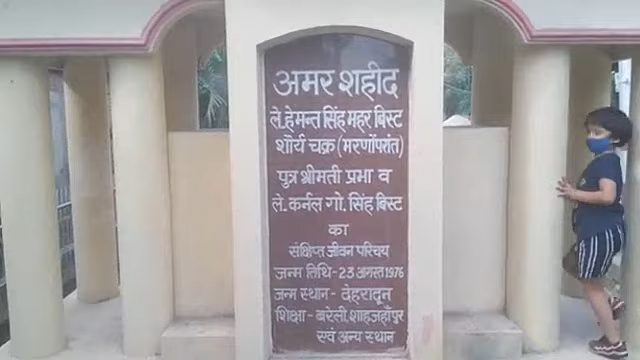 अमर शहीद
ले. हेमन्त सिंह महर बिस्ट
शौर्य चक्र (मरणोंपरांत)
पुत्र श्रीमती प्रभा व
ले. कर्नल गो. सिंह बिस्ट
का
संक्षिप्त जीवन परिचय
जन्म तिथि - 23 अगस्त 1976
जन्म स्थान - देहरादून
शिक्षा - बरेली, शाहजहाँपुर
एवं अन्य स्थान